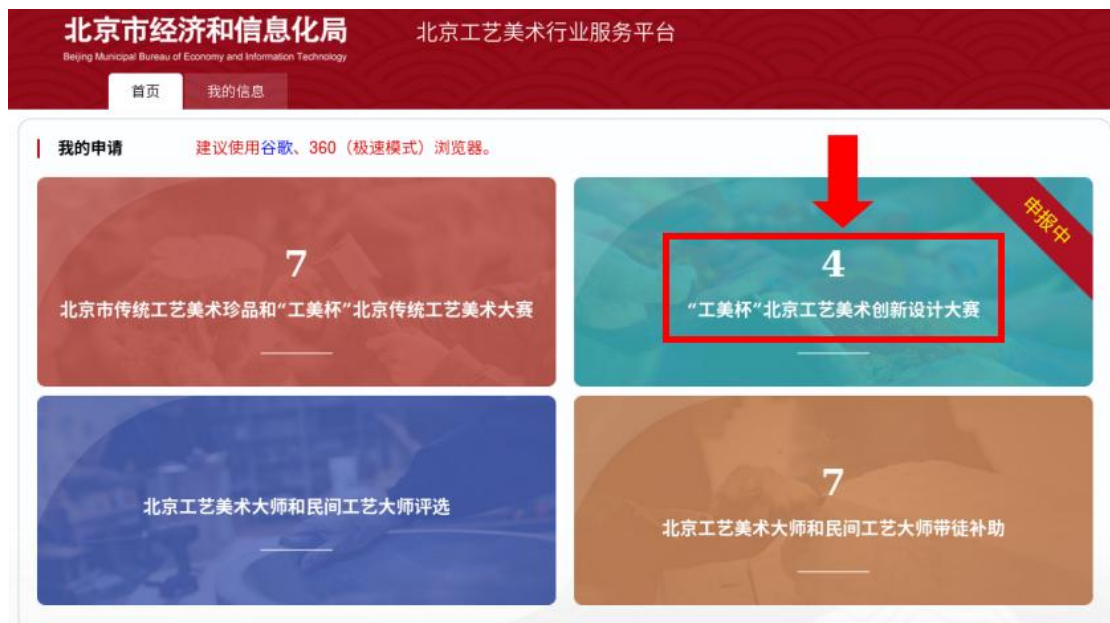 北京市经济和信息化局
北京工艺美术行业服务平台
Beijing Municipal Bureau of Economy and Information Technology
首页
我的信息
我的申请
建议使用谷歌、360（极速模式）浏览器。
7
北京市传统工艺美术珍品和“工美杯”北京传统工艺美术大赛
申报中
4
“工美杯”北京工艺美术创新设计大赛
北京工艺美术大师和民间工艺大师评选
7
北京工艺美术大师和民间工艺大师带徒补助